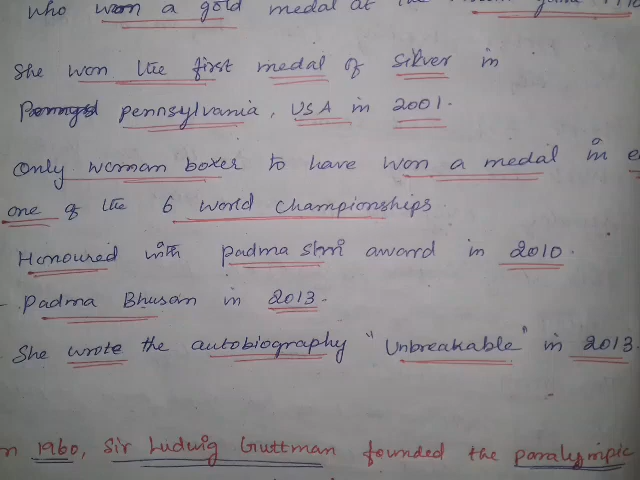 who won a gold medal at the
She won the first medal of silver in
pennsylvania, USA in 2001.
Only woman boxer to have won a medal in
one of the 6 world championships.
Honoured with padma shri award in 2010.
- Padma Bhusan in 2013.
She wrote the autobiography "Unbreakable" in 2013.
1960, Sir Ludwig Guttman founded the paralympic